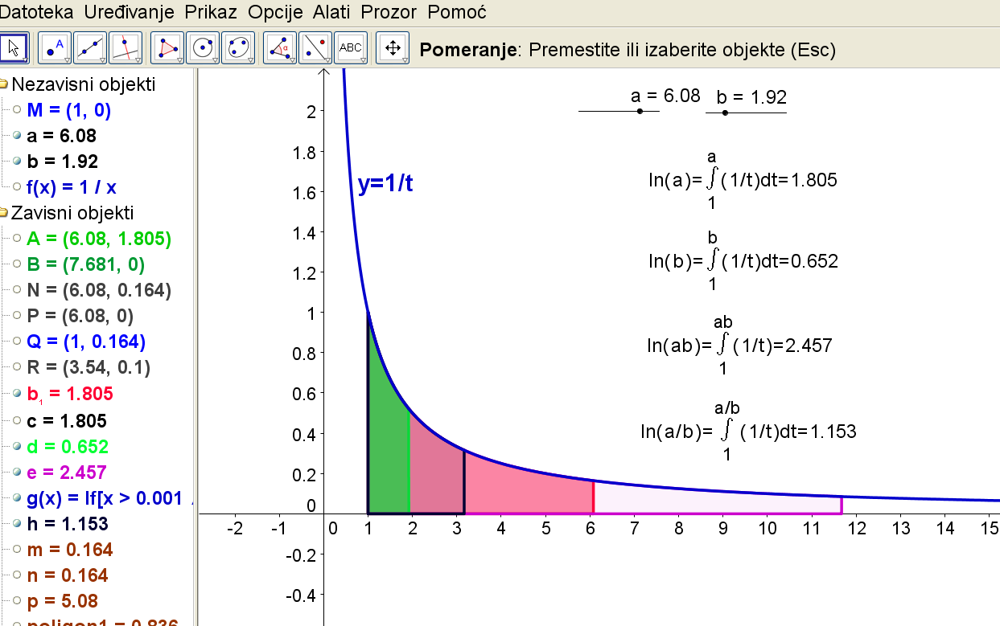 Datoteka Uređivanje Prikaz Opcije Alati Prozor Pomoć
A
α
ABC
Pomeranje: Premestite ili izaberite objekte (Esc)
Nezavisni objekti
M = (1, 0)
a = 6.08
b = 1.92
f(x) = 1 / x
Zavisni objekti
A = (6.08, 1.805)
B = (7.681, 0)
N = (6.08, 0.164)
P = (6.08, 0)
Q = (1, 0.164)
R = (3.54, 0.1)
b₁ = 1.805
c = 1.805
d = 0.652
e = 2.457
g(x) = If[x > 0.001
h = 1.153
m = 0.164
n = 0.164
p = 5.08
poligon1 = 0.836
a = 6.08
b = 1.92
y=1/t
a
ln(a)=∫(1/t)dt=1.805
1
b
ln(b)=∫(1/t)dt=0.652
1
ab
ln(ab)=∫(1/t)=2.457
1
a/b
ln(a/b)=∫(1/t)dt=1.153
1
2
1.8
1.6
1.4
1.2
1
0.8
0.6
0.4
0.2
0
-2 -1 0 1 2 3 4 5 6 7 8 9 10 11 12 13 14 15
-0.2
-0.4